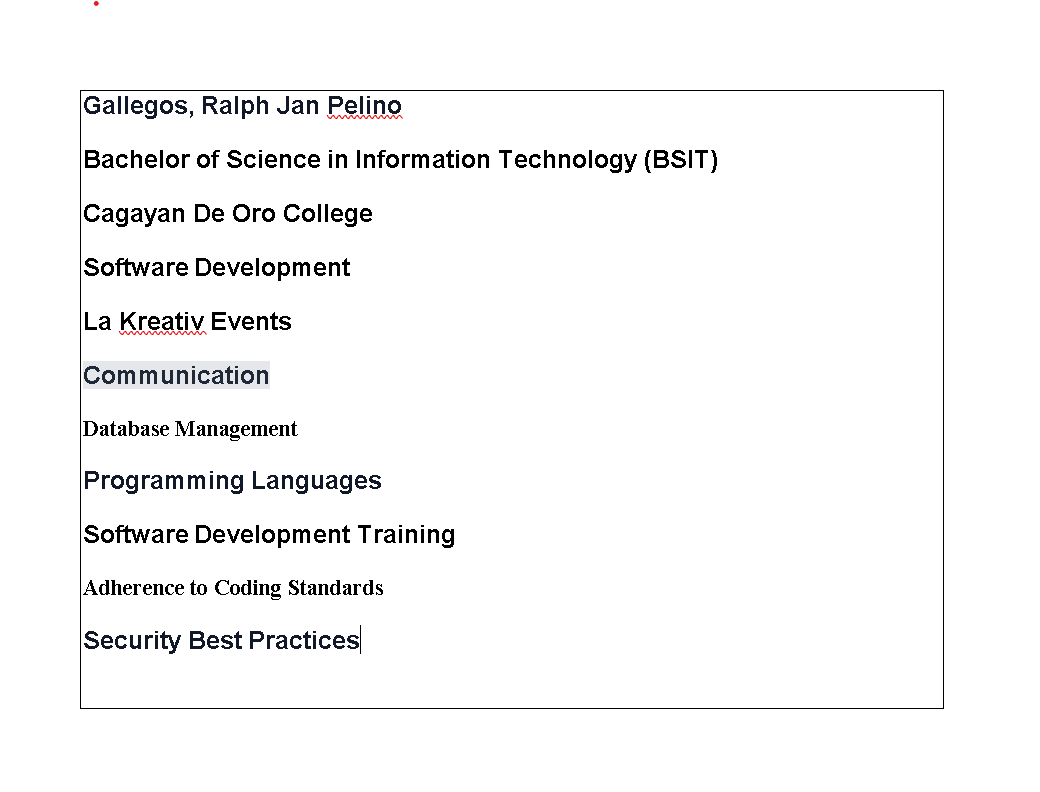 Gallegos, Ralph Jan Pelino
Bachelor of Science in Information Technology (BSIT)
Cagayan De Oro College
Software Development
La Kreativ Events
Communication
Database Management
Programming Languages
Software Development Training
Adherence to Coding Standards
Security Best Practices